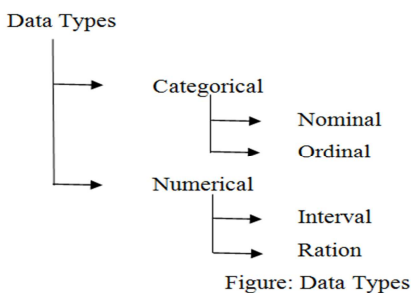 Data Types
Categorical
Nominal
Ordinal
Numerical
Interval
Ration
Figure: Data Types